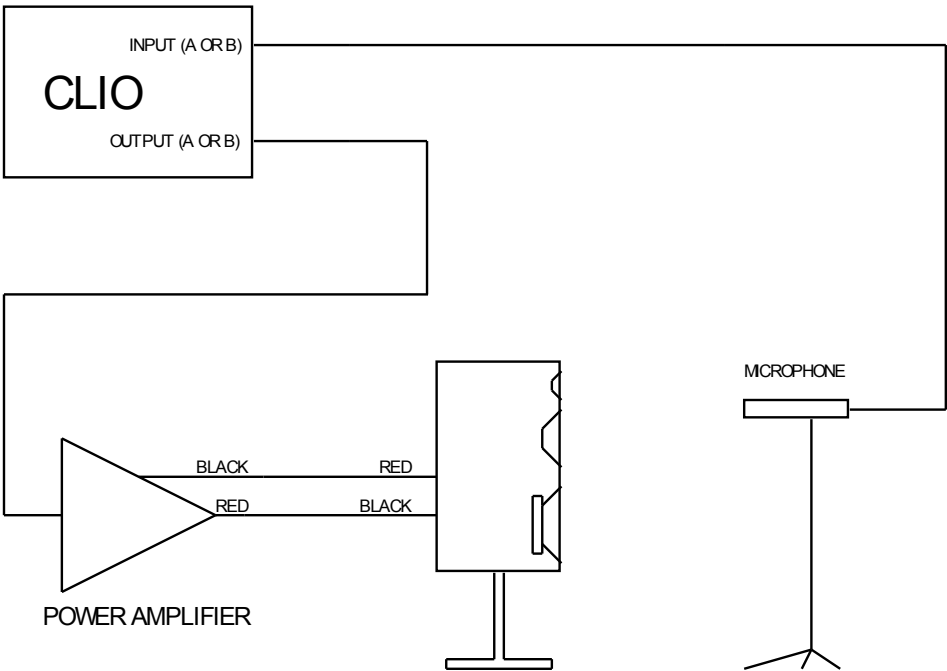 INPUT (A OR B)
CLIO
OUTPUT (A OR B)
MICROPHONE
BLACK RED
RED BLACK
POWER AMPLIFIER